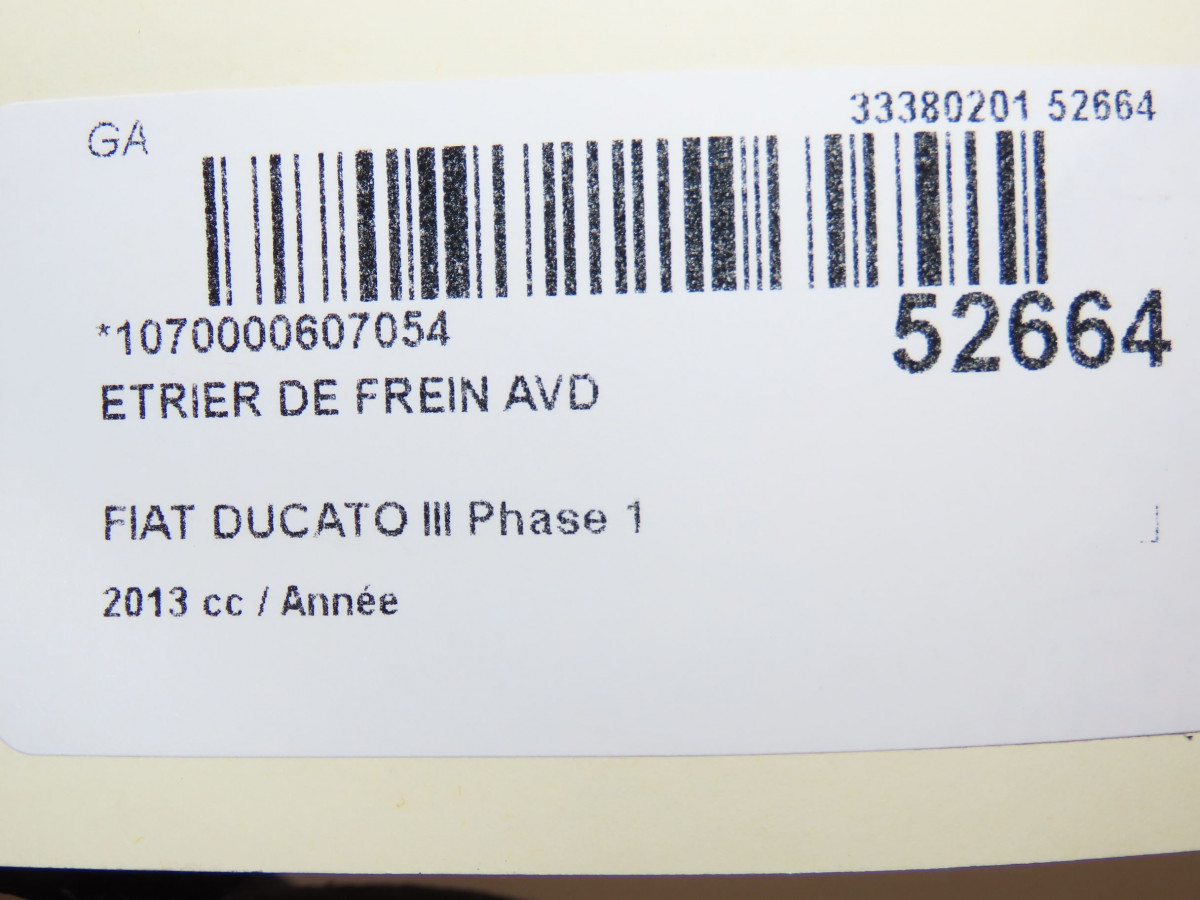 GA
33380201 52664
*1070000607054
52664
ETRIER DE FREIN AVD
FIAT DUCATO III Phase 1
2013 cc / Année